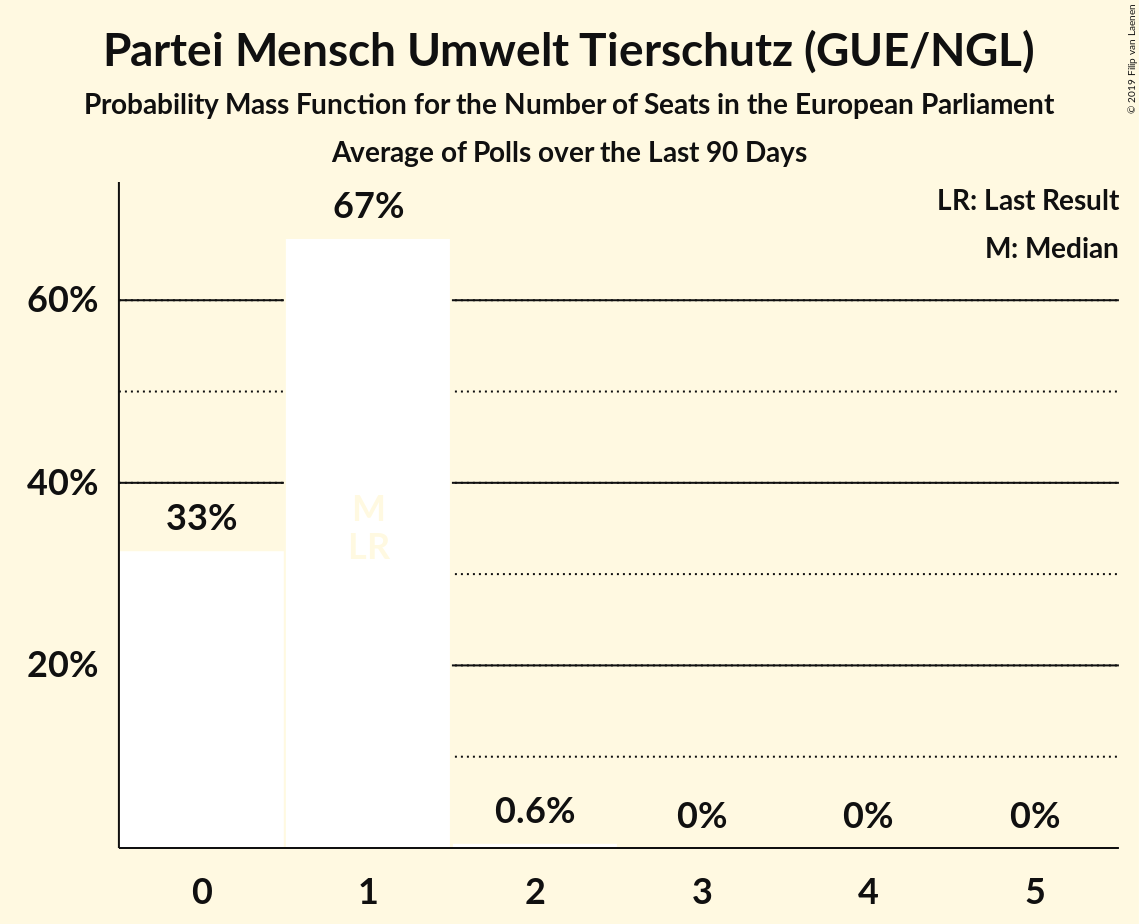 Partei Mensch Umwelt Tierschutz (GUE/NGL)
Probability Mass Function for the Number of Seats in the European Parliament
Average of Polls over the Last 90 Days
© 2019 Filip van Laenen
LR: Last Result
M: Median
67%
60%
40%
33%
M
LR
20%
0.6%
0%
0%
0%
0
1
2
3
4
5